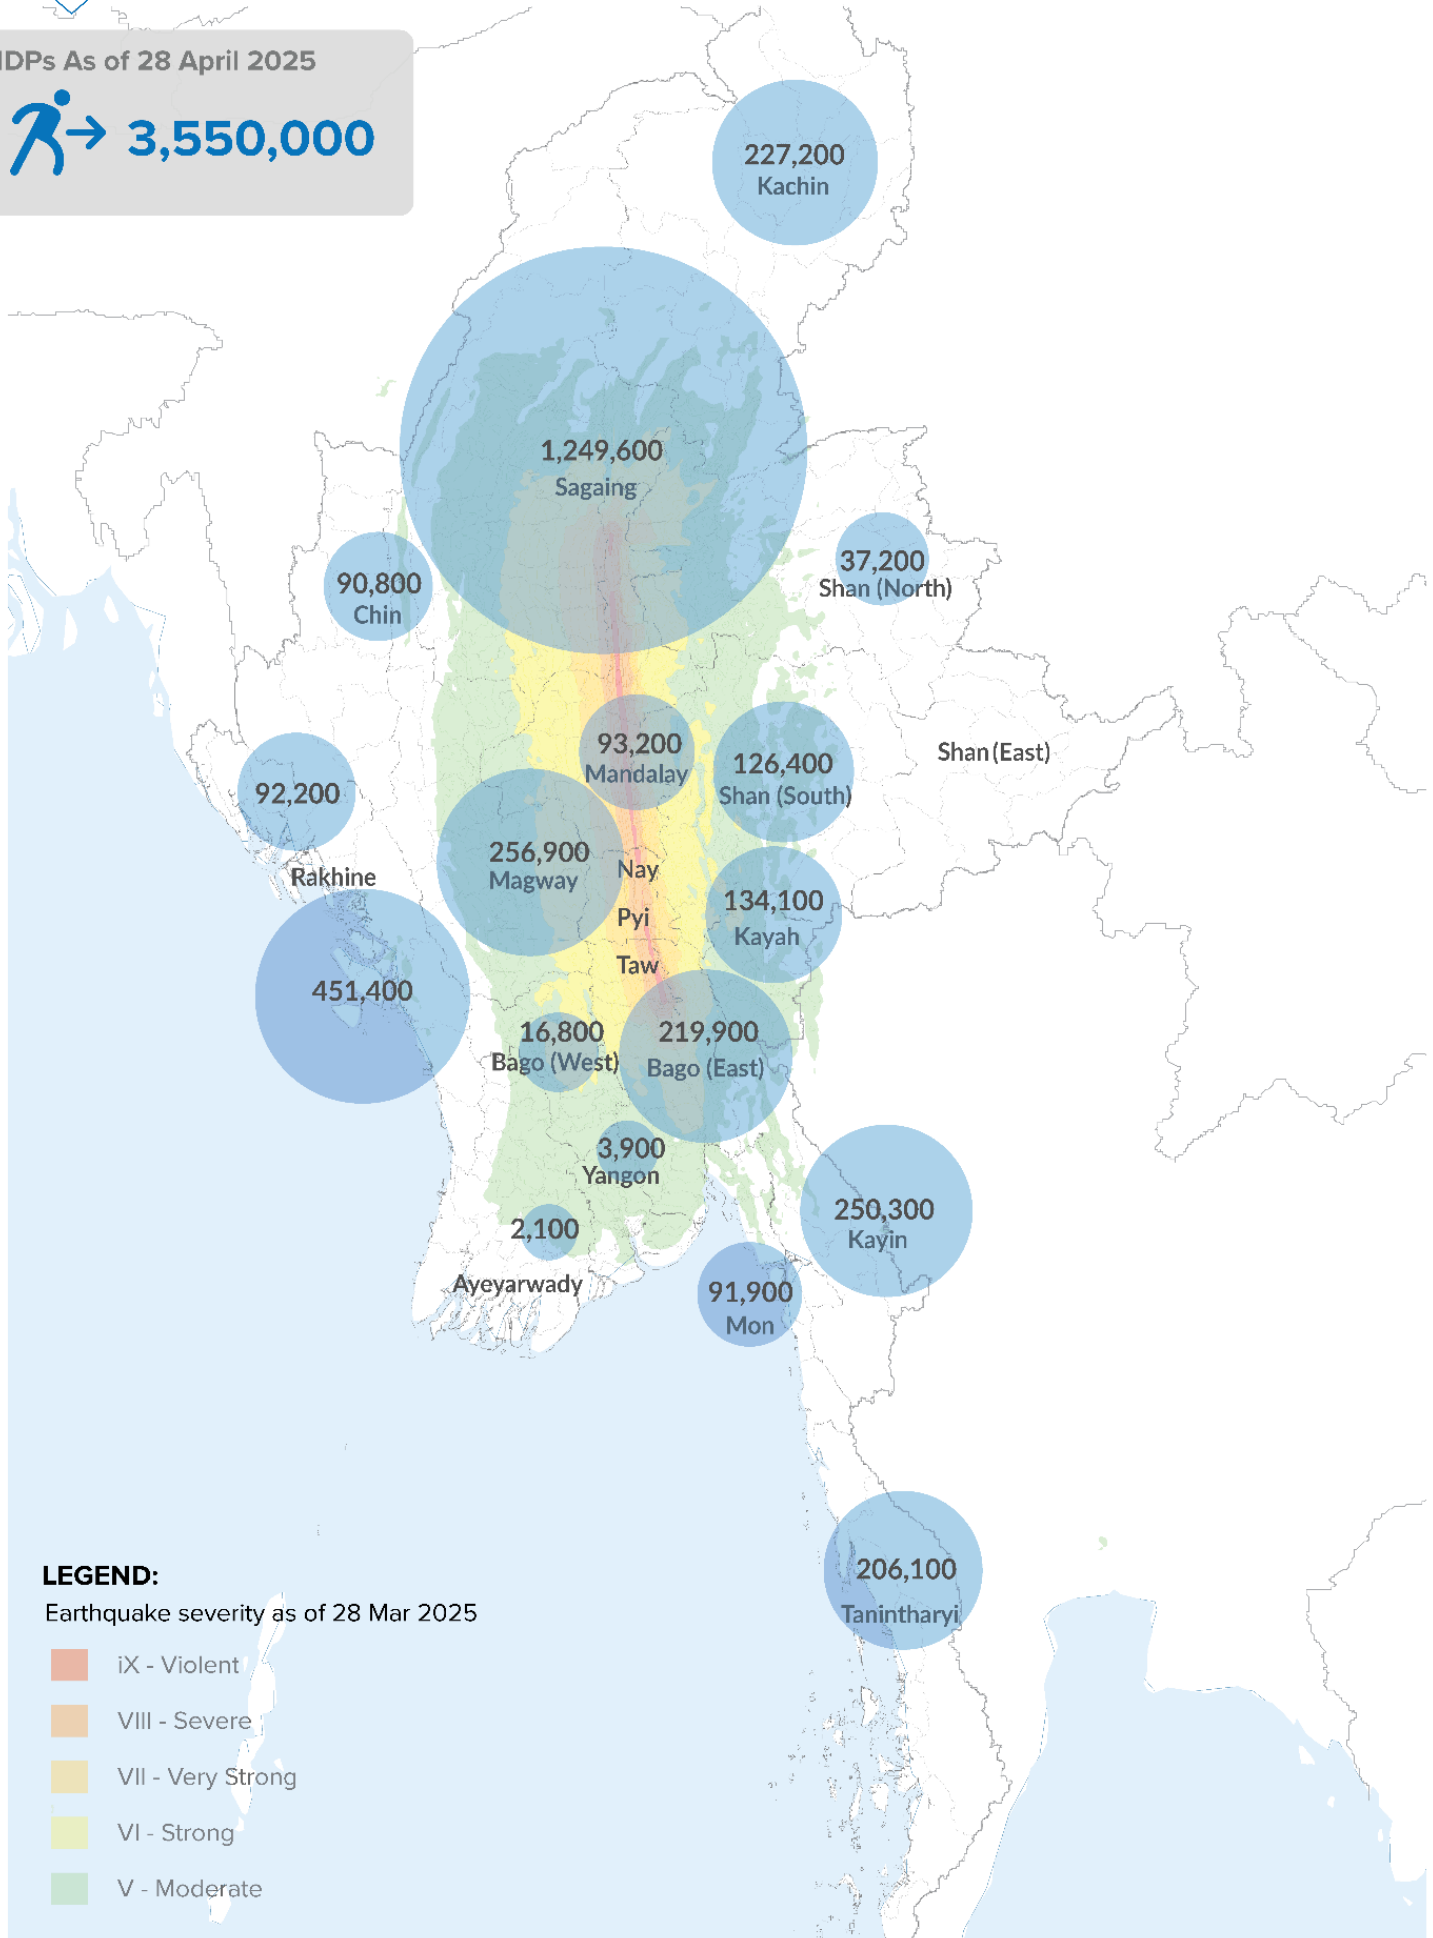 IDPs As of 28 April 2025
3,550,000
227,200
Kachin
1,249,600
Sagaing
37,200
Shan (North)
90,800
Chin
93,200
Mandalay
126,400
Shan (South)
Shan (East)
92,200
Rakhine
256,900
Magway
Nay
Pyi
Taw
134,100
Kayah
451,400
16,800
Bago (West)
219,900
Bago (East)
3,900
Yangon
2,100
Ayeyarwady
250,300
Kayin
91,900
Mon
206,100
Tanintharyi
LEGEND:
Earthquake severity as of 28 Mar 2025
iX - Violent
VIII - Severe
VII - Very Strong
VI - Strong
V - Moderate